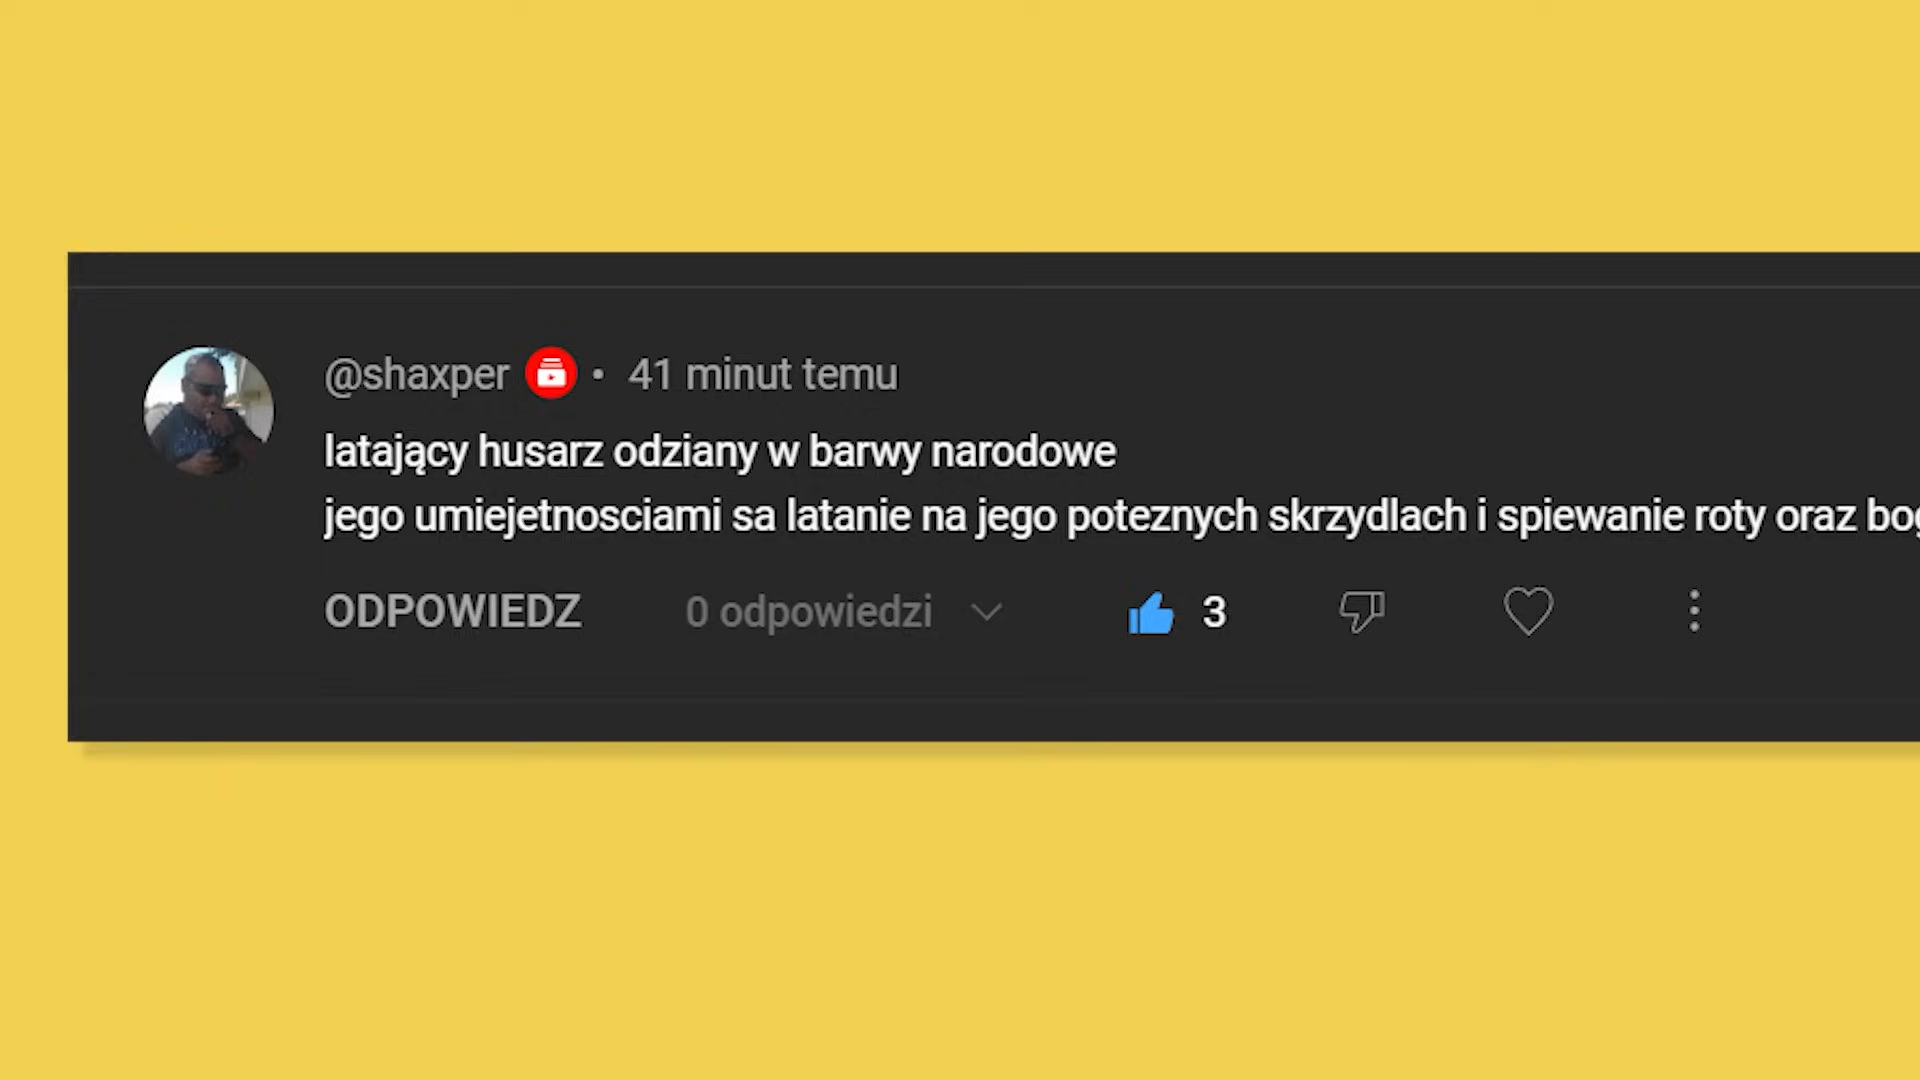 @shaxper • 41 minut temu
latający husarz odziany w barwy narodowe
jego umiejetnosciami sa latanie na jego poteznych skrzydlach i spiewanie roty oraz
ODPOWIEDZ 0 odpowiedzi 3